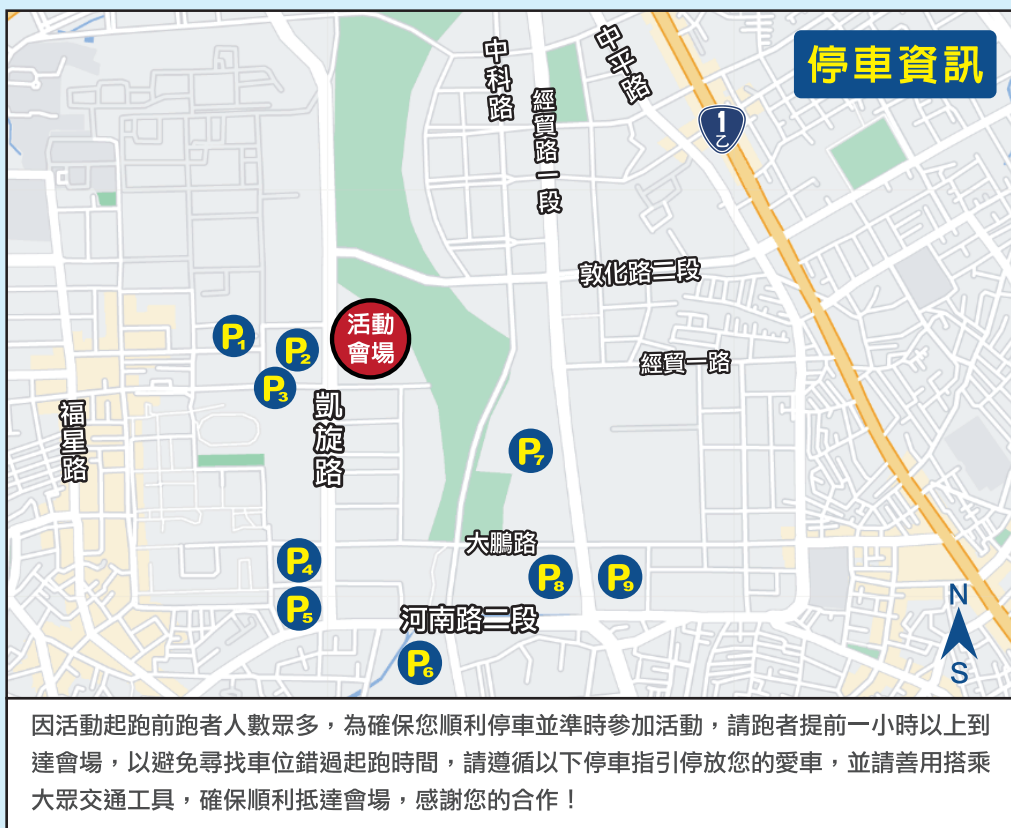 停車資訊
中科路
經貿路一段
中平路
1
乙
敦化路二段
經貿一路
活動
會場
P1
P2
P3
凱旋路
福星路
P7
大鵬路
P4
P8
P9
P5
河南路二段
P6
N
S
因活動起跑前跑者人數眾多，為確保您順利停車並準時參加活動，請跑者提前一小時以上到
達會場，以避免尋找車位錯過起跑時間，請遵循以下停車指引停放您的愛車，並請善用搭乘
大眾交通工具，確保順利抵達會場，感謝您的合作！